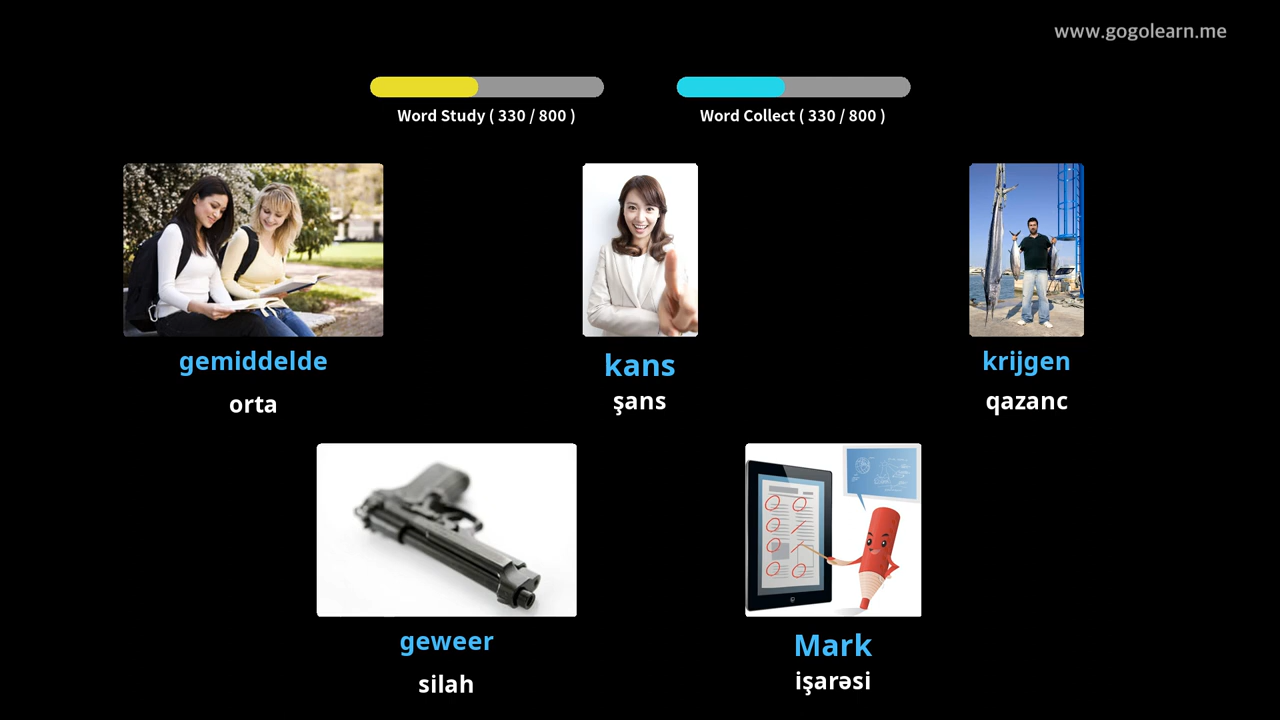 www.gogolearn.me
Word Study ( 330 / 800 )
Word Collect ( 330 / 800 )
gemiddelde
orta
kans
şans
krijgen
qazanc
geweer
silah
Mark
işarəsi